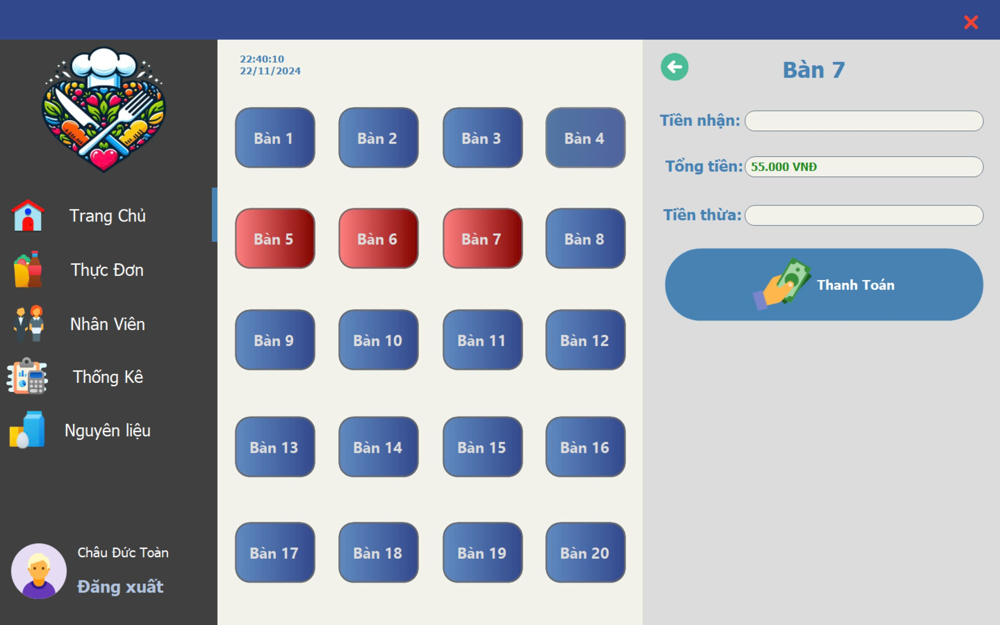 22:40:10
22/11/2024
Trang Chủ
Thực Đơn
Nhân Viên
Thống Kê
Nguyên liệu
Châu Đức Toàn
Đăng xuất
Bàn 1
Bàn 2
Bàn 3
Bàn 4
Bàn 5
Bàn 6
Bàn 7
Bàn 8
Bàn 9
Bàn 10
Bàn 11
Bàn 12
Bàn 13
Bàn 14
Bàn 15
Bàn 16
Bàn 17
Bàn 18
Bàn 19
Bàn 20
Bàn 7
Tiền nhận:
Tổng tiền: 55.000 VNĐ
Tiền thừa:
Thanh Toán